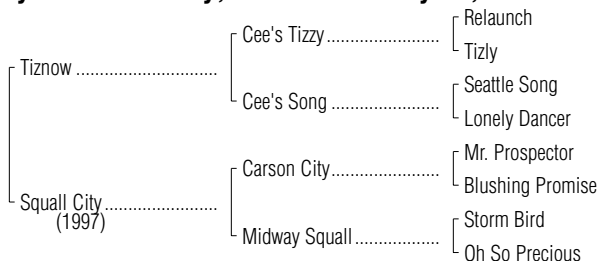 Relaunch
Cee's Tizzy
Tizly
Tiznow
Seattle Song
Cee's Song
Lonely Dancer
Mr. Prospector
Carson City
Blushing Promise
Squall City
(1997)
Storm Bird
Midway Squall
Oh So Precious